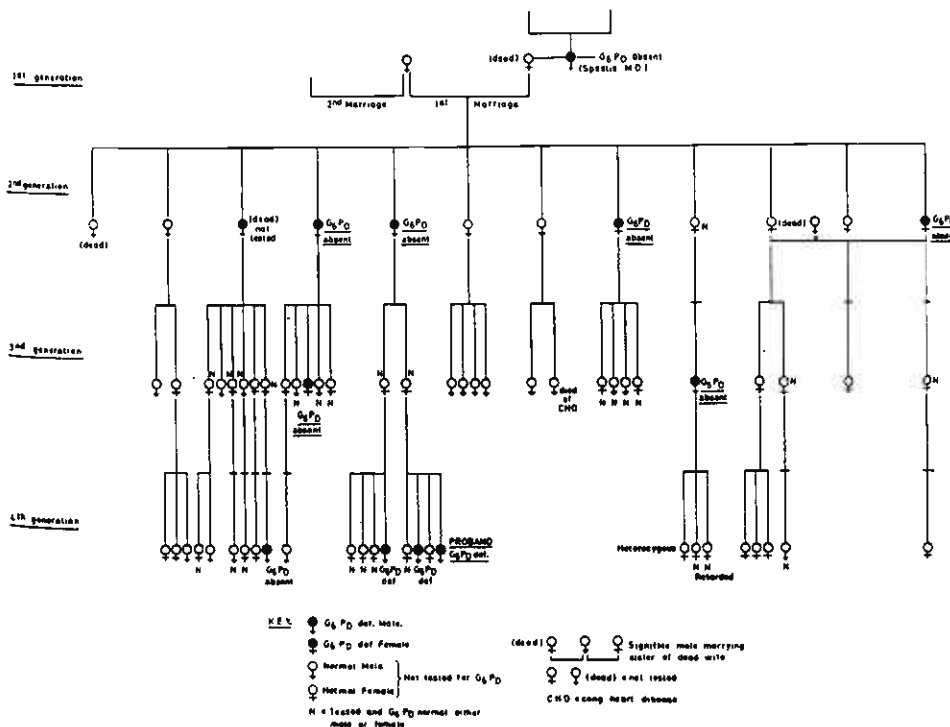 G6PD absent
(Spastic M.D.)
(dead)
1st generation
2nd Marriage
1st Marriage
2nd generation
(dead)
(dead) not tested
G6PD absent
G6PD absent
G6PD absent
N
(dead)
G6P
abse
3rd generation
N
N N
N
N
N
N N
G6PD absent
N
N
died of CHD
N N N N
G6PD absent
N
N
4th generation
N
N N
G6PD absent
N N N
G6PD def
N
G6PD def
PROBAND
G6PD def.
Heterozygous
N N
Retarded
N
KEY
G6PD def. Male.
G6PD def Female
Normal Male
Normal Female
Not tested for G6PD
N = Tested and G6PD normal either
male or female
(dead)
Signifies male marrying
sister of dead wife
(dead) & not tested
CHD = cong heart disease